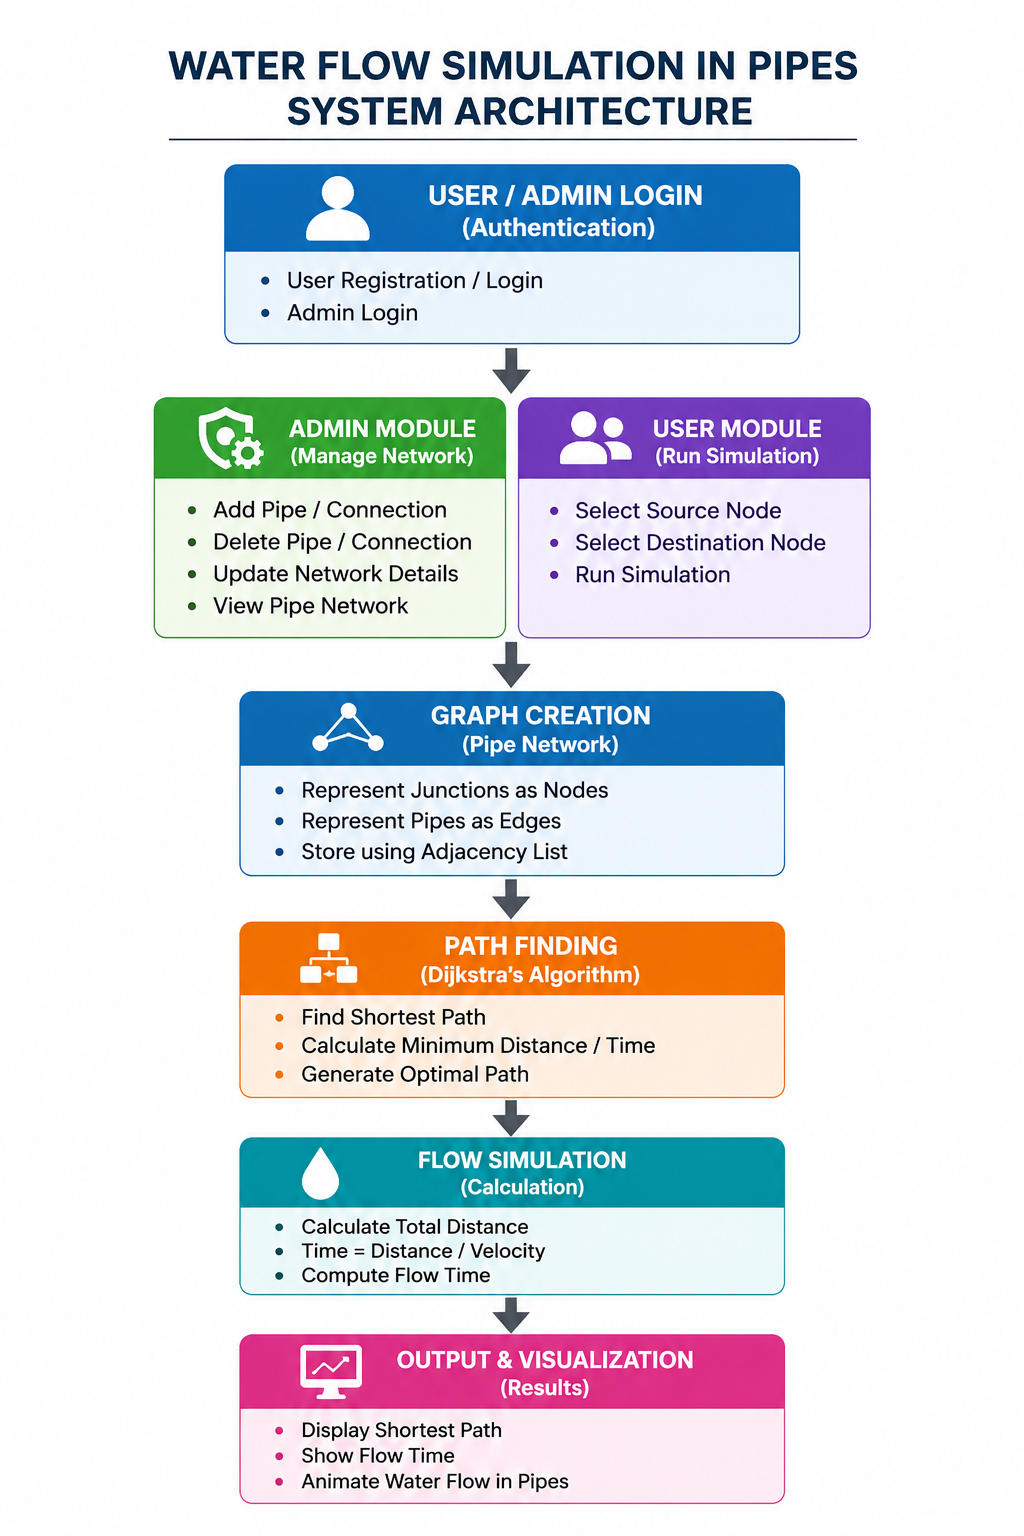 WATER FLOW SIMULATION IN PIPES
SYSTEM ARCHITECTURE
USER / ADMIN LOGIN
(Authentication)
• User Registration / Login
• Admin Login
ADMIN MODULE
(Manage Network)
• Add Pipe / Connection
• Delete Pipe / Connection
• Update Network Details
• View Pipe Network
USER MODULE
(Run Simulation)
• Select Source Node
• Select Destination Node
• Run Simulation
GRAPH CREATION
(Pipe Network)
• Represent Junctions as Nodes
• Represent Pipes as Edges
• Store using Adjacency List
PATH FINDING
(Dijkstra's Algorithm)
• Find Shortest Path
• Calculate Minimum Distance / Time
• Generate Optimal Path
FLOW SIMULATION
(Calculation)
• Calculate Total Distance
• Time = Distance / Velocity
• Compute Flow Time
OUTPUT & VISUALIZATION
(Results)
• Display Shortest Path
• Show Flow Time
• Animate Water Flow in Pipes